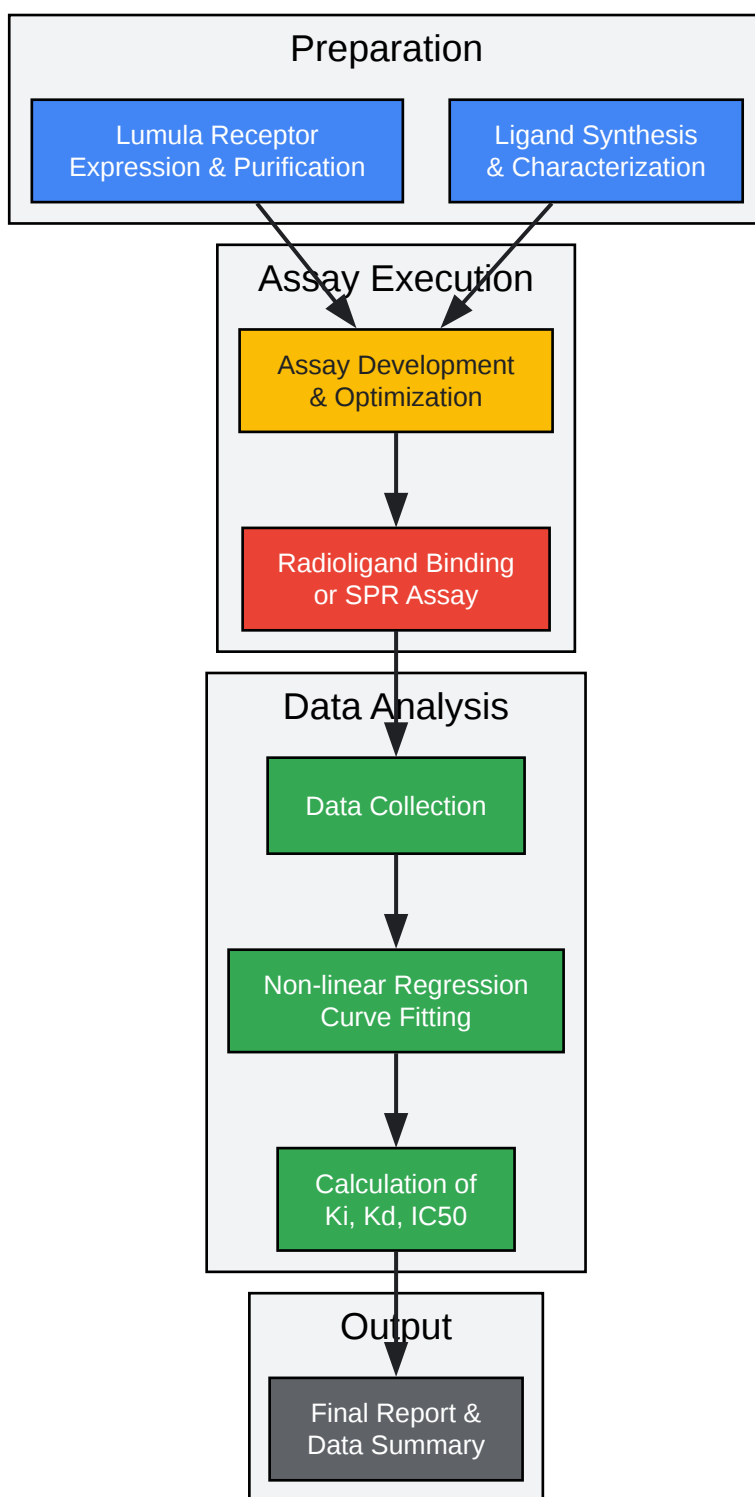 Preparation
Lumula Receptor
Expression & Purification
Ligand Synthesis
& Characterization
Assay Execution
Assay Development
& Optimization
Radioligand Binding
or SPR Assay
Data Analysis
Data Collection
Non-linear Regression
Curve Fitting
Calculation of
Ki, Kd, IC50
Output
Final Report &
Data Summary